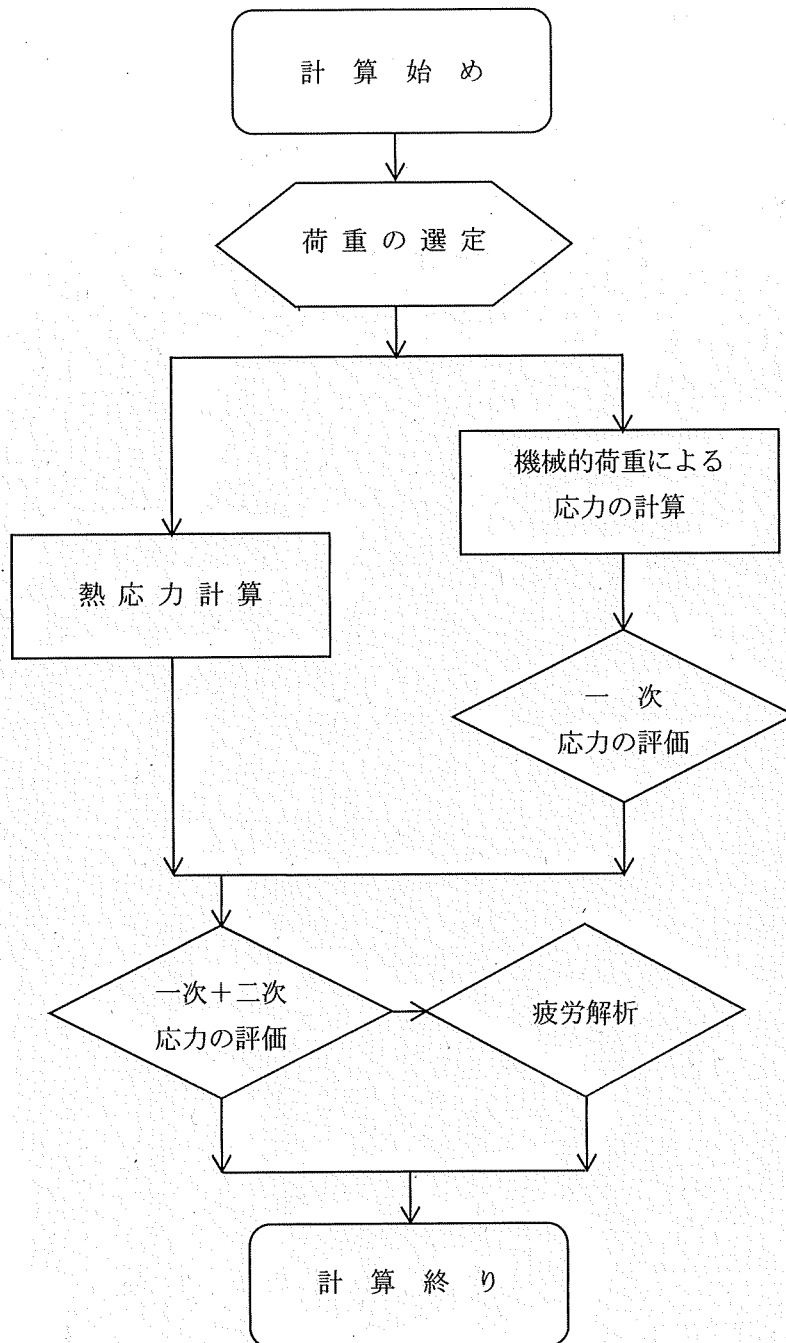 計算始め
荷重の選定
機械的荷重による
応力の計算
熱応力計算
一次
応力の評価
一次＋二次
応力の評価
疲労解析
計算終り